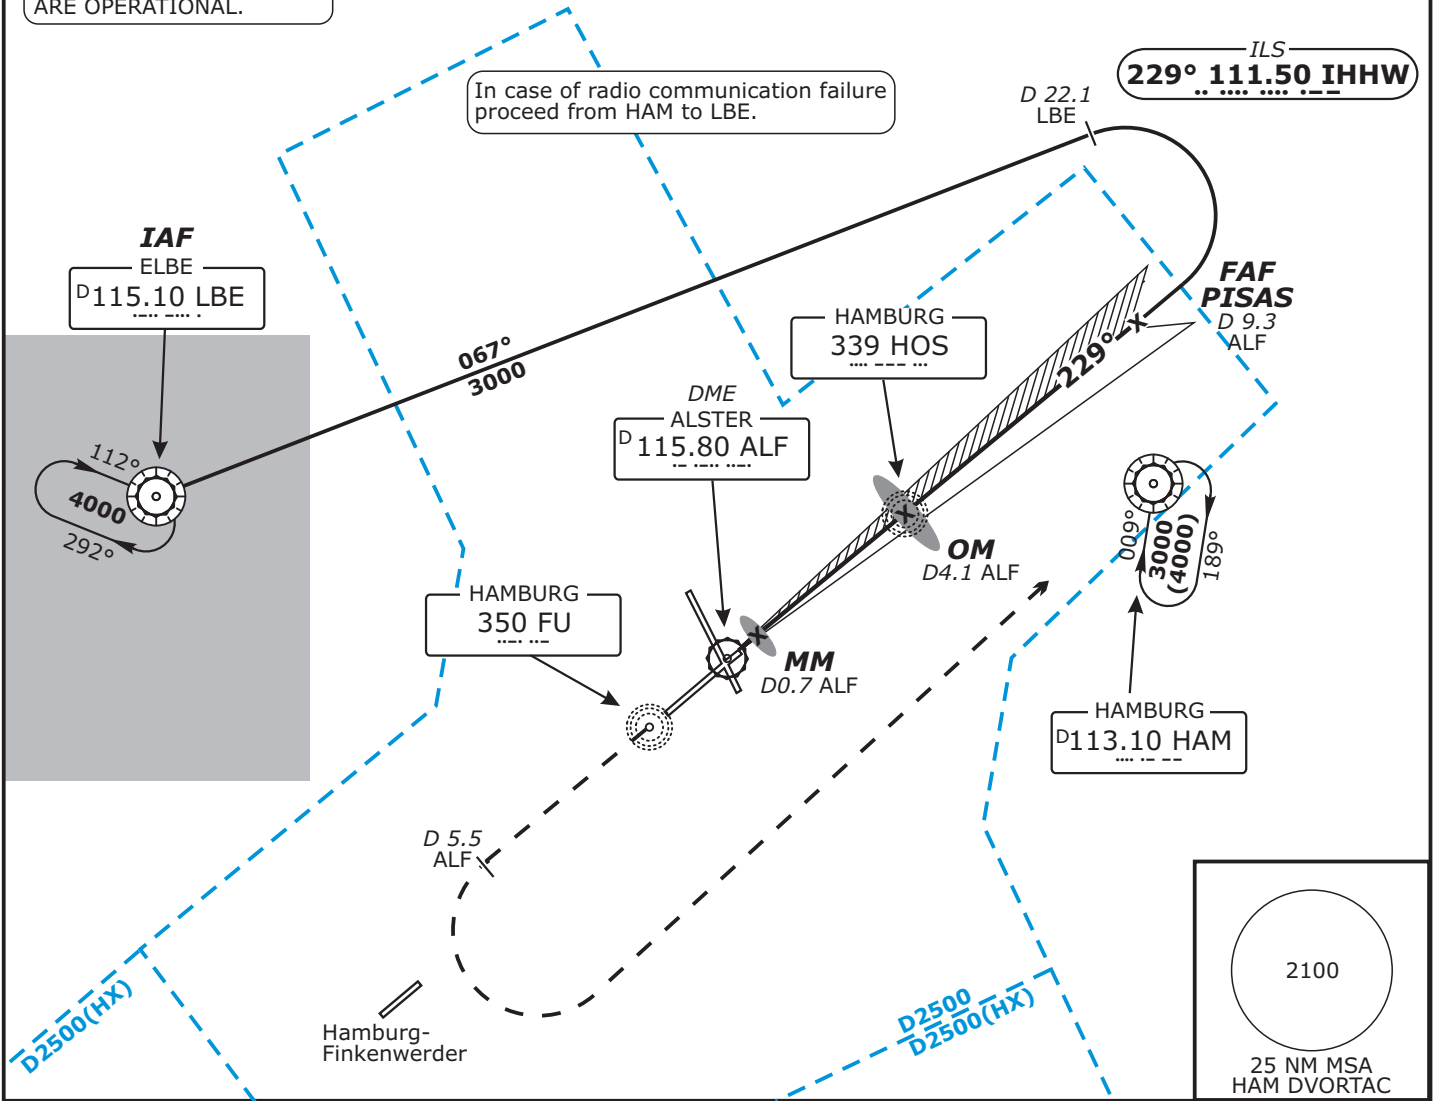 ARE OPERATIONAL.
In case of radio communication failure
proceed from HAM to LBE.
ILS
229° 111.50 IHHW
D 22.1
LBE
IAF
ELBE
D 115.10 LBE
067°
3000
HAMBURG
339 HOS
FAF
PISAS
D 9.3
ALF
229°
DME
ALSTER
D 115.80 ALF
112°
4000
292°
OM
D4.1 ALF
009°
3000
(4000)
189°
HAMBURG
350 FU
MM
D0.7 ALF
HAMBURG
D 113.10 HAM
D 5.5
ALF
D2500(HX)
Hamburg-
Finkenwerder
D2500
D2500(HX)
2100
25 NM MSA
HAM DVORTAC